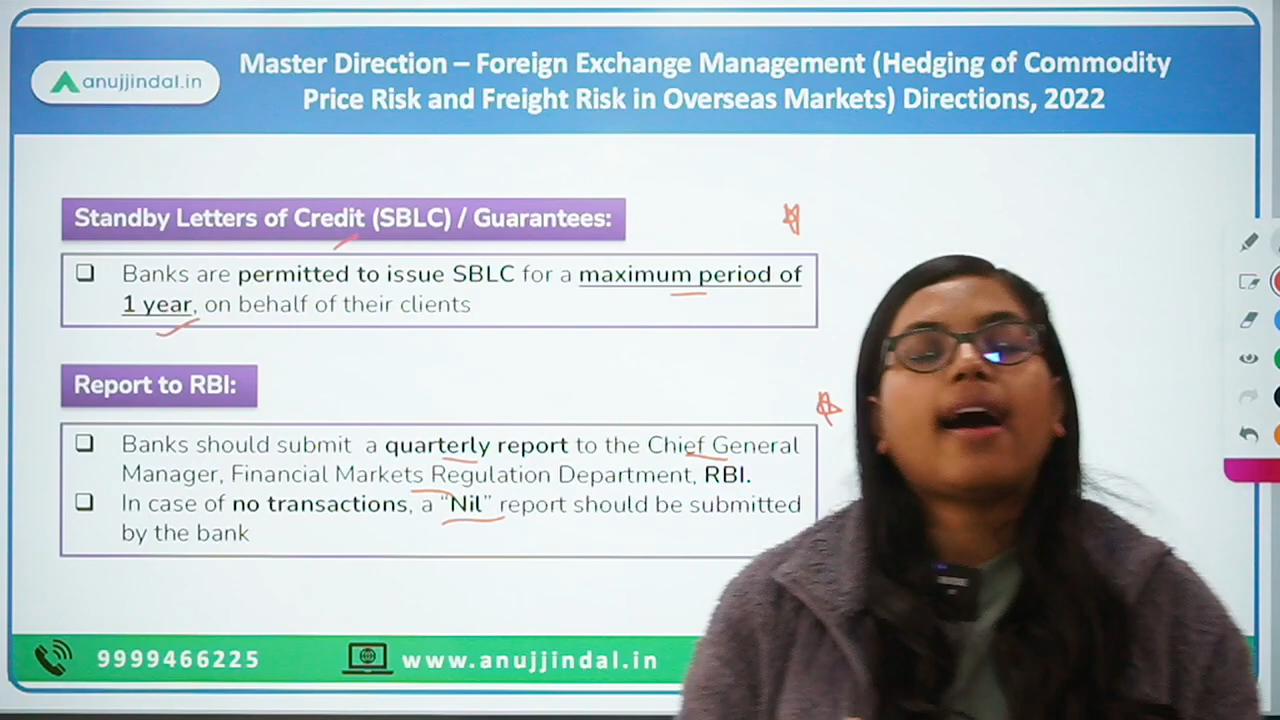 anujjindal.in
Master Direction – Foreign Exchange Management (Hedging of Commodity
Price Risk and Freight Risk in Overseas Markets) Directions, 2022
Standby Letters of Credit (SBLC) / Guarantees:
❑ Banks are permitted to issue SBLC for a maximum period of
1 year, on behalf of their clients
Report to RBI:
❑ Banks should submit a quarterly report to the Chief General
Manager, Financial Markets Regulation Department, RBI.
❑ In case of no transactions, a “Nil” report should be submitted
by the bank
9999466225
www.anujjindal.in